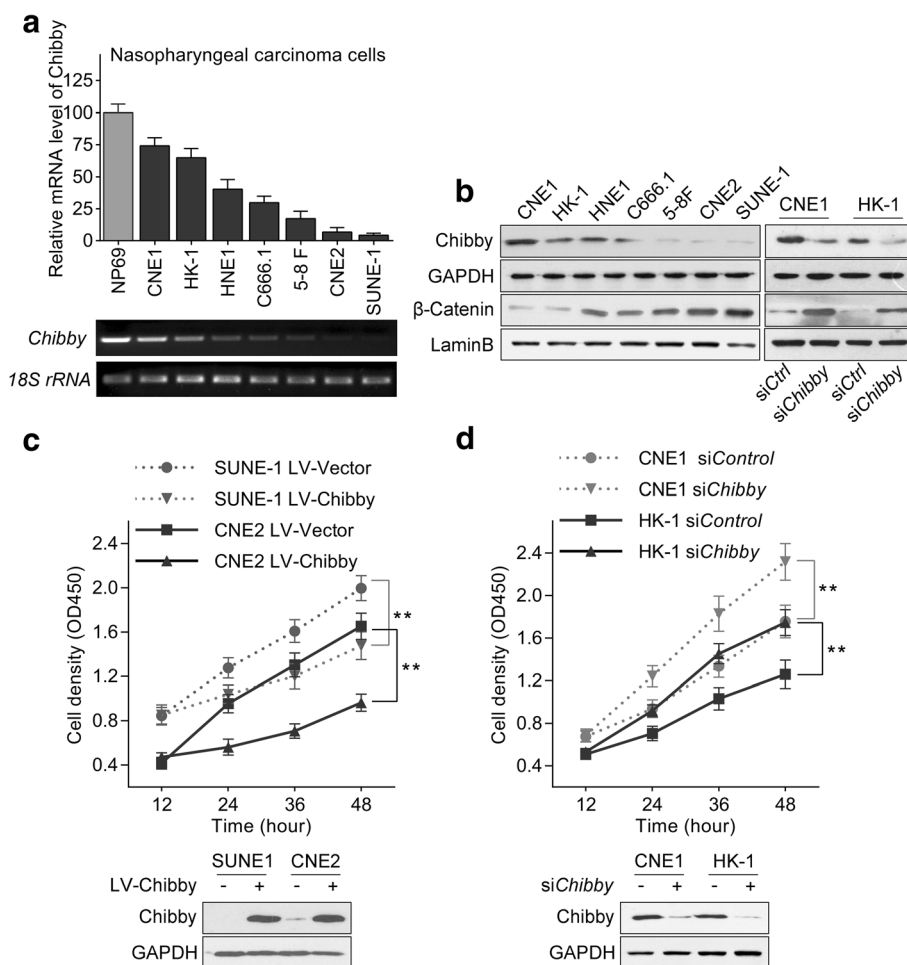 a
Nasopharyngeal carcinoma cells
Relative mRNA level of Chibby
125
100
75
50
25
0
NP69 CNE1 HK-1 HNE1 C666.1 5-8 F CNE2 SUNE-1
Chibby
18S rRNA
b
CNE1 HK-1 HNE1 C666.1 5-8F CNE2 SUNE-1
CNE1 HK-1
Chibby
GAPDH
β-Catenin
LaminB
siCtrl siChibby siCtrl siChibby
c
SUNE-1 LV-Vector
SUNE-1 LV-Chibby
CNE2 LV-Vector
CNE2 LV-Chibby
Cell density (OD450)
2.4
2.0
1.6
1.2
0.8
0.4
**
**
12 24 36 48
Time (hour)
SUNE1 CNE2
LV-Chibby - + - +
Chibby
GAPDH
d
CNE1 siControl
CNE1 siChibby
HK-1 siControl
HK-1 siChibby
Cell density (OD450)
2.4
2.0
1.6
1.2
0.8
0.4
**
**
12 24 36 48
Time (hour)
CNE1 HK-1
siChibby - + - +
Chibby
GAPDH